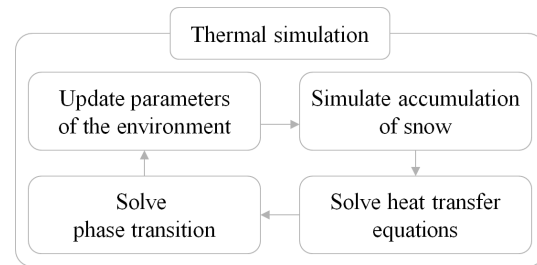 Thermal simulation
Update parameters
of the environment
Simulate accumulation
of snow
Solve
phase transition
Solve heat transfer
equations